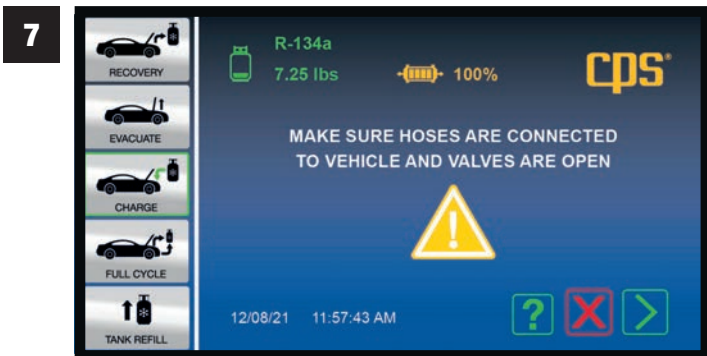 7
RECOVERY
EVACUATE
CHARGE
FULL CYCLE
TANK REFILL
R-134a
7.25 lbs
100%
CPS®
MAKE SURE HOSES ARE CONNECTED
TO VEHICLE AND VALVES ARE OPEN
!
12/08/21 11:57:43 AM
?